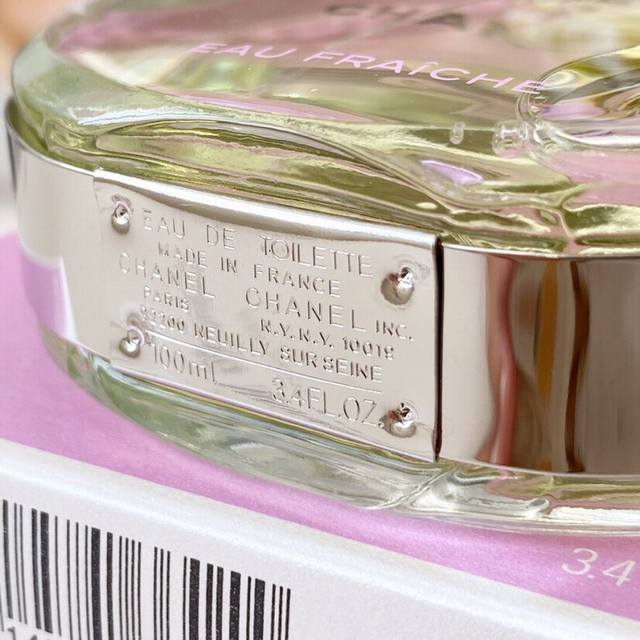 CHA
EAU FRAÎCHE
EAU DE TOILETTE
MADE IN FRANCE
CHANEL CHANEL INC.
PARIS N.Y. N.Y. 10019
92200 NEUILLY SUR SEINE
100ml 3.4FL.OZ.
3.4